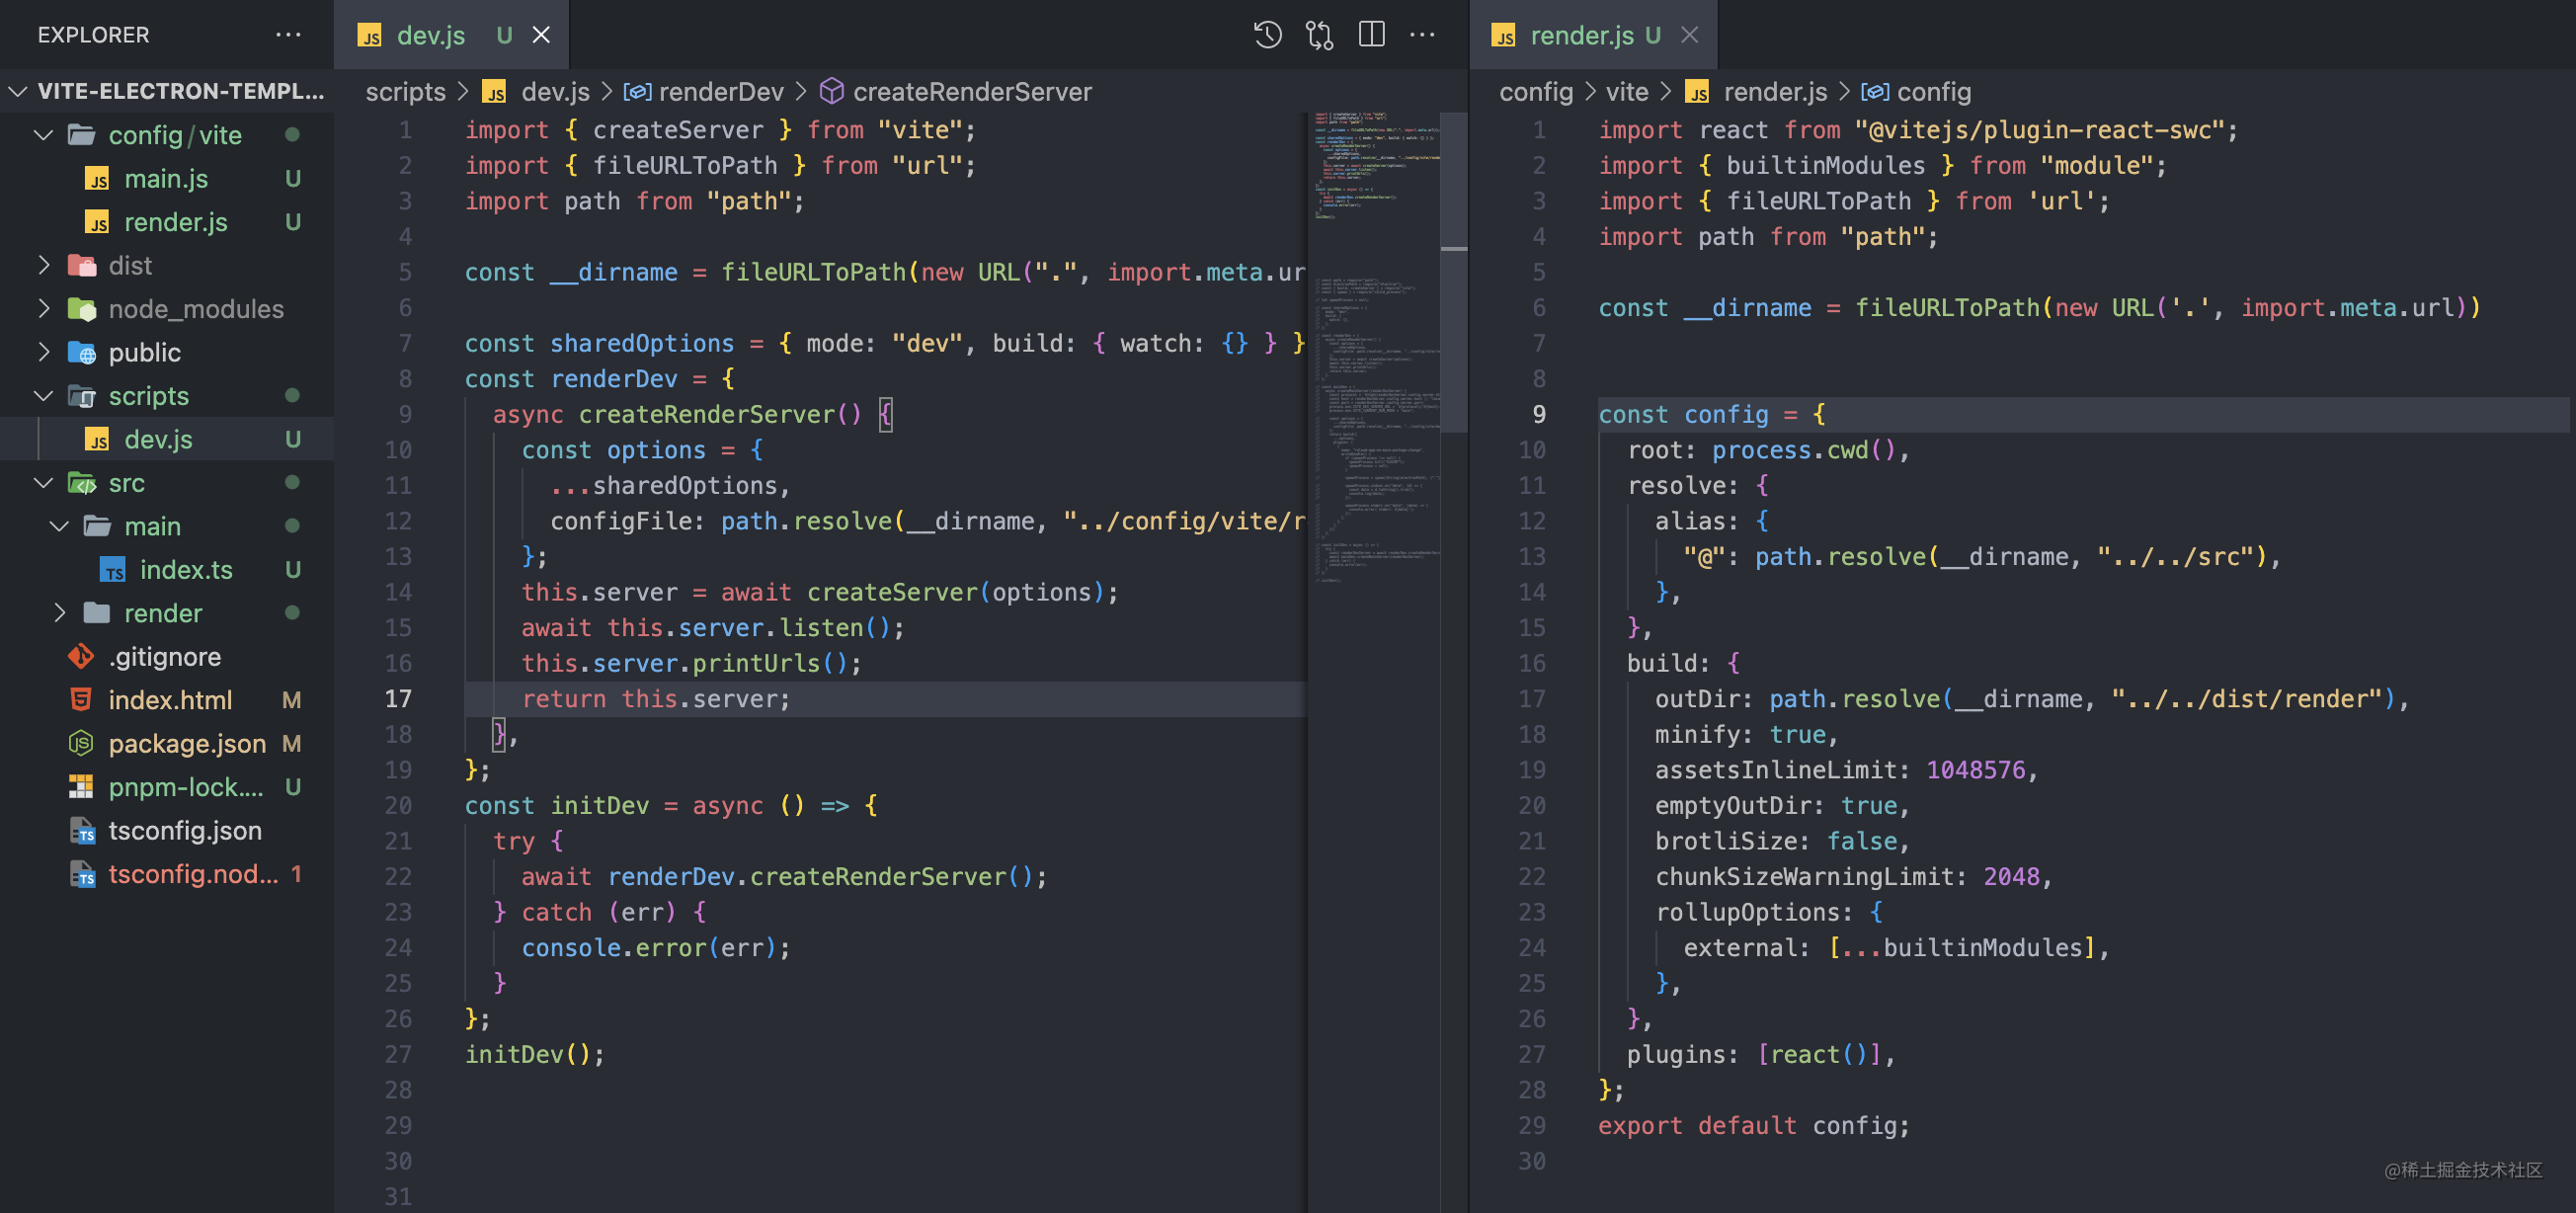 EXPLORER
VITE-ELECTRON-TEMPL...
config/vite
main.js U
render.js U
dist
node_modules
public
scripts
dev.js U
src
main
index.ts U
render
.gitignore
index.html M
package.json M
pnpm-lock.... U
tsconfig.json
tsconfig.nod... 1
dev.js U
scripts > dev.js > renderDev > createRenderServer
1 import { createServer } from "vite";
2 import { fileURLToPath } from "url";
3 import path from "path";
4
5 const __dirname = fileURLToPath(new URL(".", import.meta.ur
6
7 const sharedOptions = { mode: "dev", build: { watch: {} } }
8 const renderDev = {
9 async createRenderServer() {
10 const options = {
11 ...sharedOptions,
12 configFile: path.resolve(__dirname, "../config/vite/r
13 };
14 this.server = await createServer(options);
15 await this.server.listen();
16 this.server.printUrls();
17 return this.server;
18 },
19 };
20 const initDev = async () => {
21 try {
22 await renderDev.createRenderServer();
23 } catch (err) {
24 console.error(err);
25 }
26 };
27 initDev();
28
29
30
31
render.js U
config > vite > render.js > config
1 import react from "@vitejs/plugin-react-swc";
2 import { builtinModules } from "module";
3 import { fileURLToPath } from 'url';
4 import path from "path";
5
6 const __dirname = fileURLToPath(new URL('.', import.meta.url))
7
8
9 const config = {
10 root: process.cwd(),
11 resolve: {
12 alias: {
13 "@": path.resolve(__dirname, "../../src"),
14 },
15 },
16 build: {
17 outDir: path.resolve(__dirname, "../../dist/render"),
18 minify: true,
19 assetsInlineLimit: 1048576,
20 emptyOutDir: true,
21 brotliSize: false,
22 chunkSizeWarningLimit: 2048,
23 rollupOptions: {
24 external: [...builtinModules],
25 },
26 },
27 plugins: [react()],
28 };
29 export default config;
30
@稀土掘金技术社区